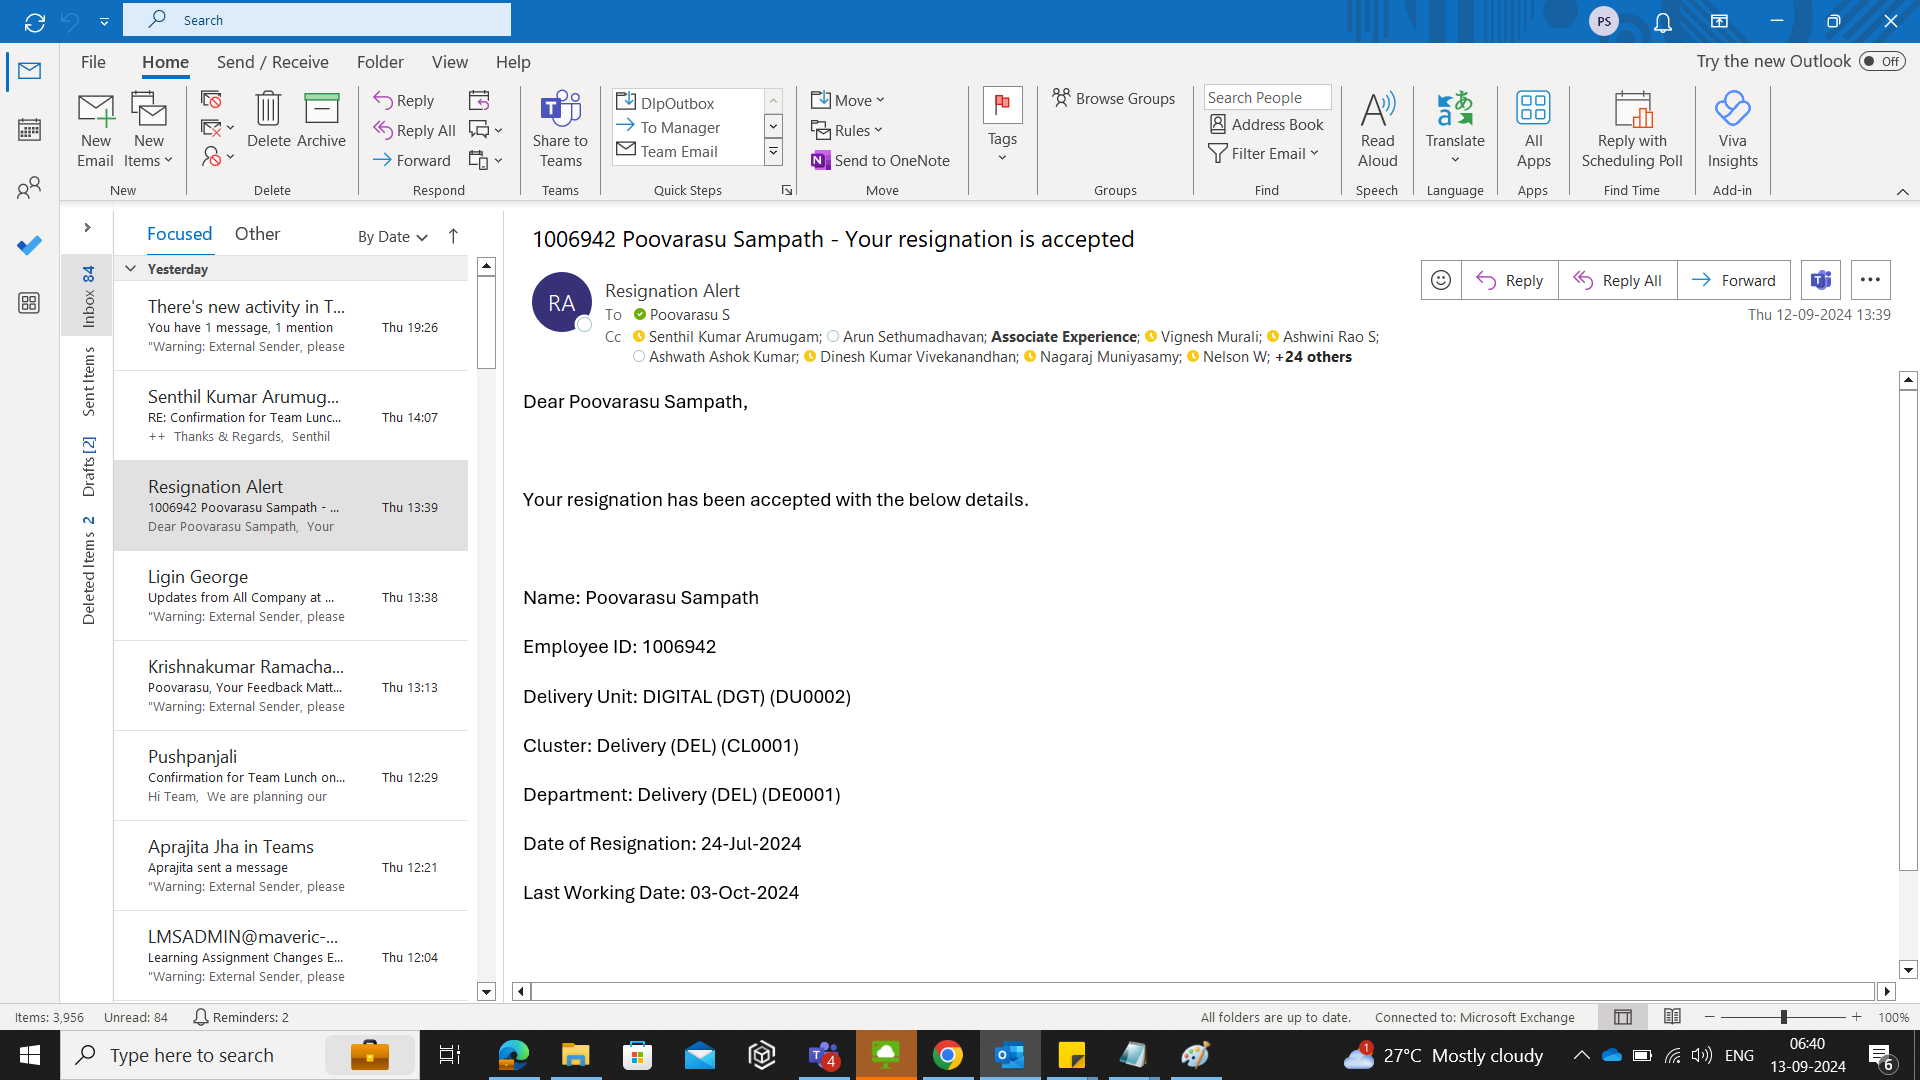 Search
PS
File
Home
Send / Receive
Folder
View
Help
Try the new Outlook
Off
New Email
New Items
New
Delete
Archive
Delete
Reply
Reply All
Forward
Respond
Share to Teams
Teams
DlpOutbox
To Manager
Team Email
Quick Steps
Move
Rules
Send to OneNote
Move
Tags
Browse Groups
Groups
Search People
Address Book
Filter Email
Find
Read Aloud
Speech
Translate
Language
All Apps
Apps
Reply with Scheduling Poll
Find Time
Viva Insights
Add-in
Inbox 84
Sent Items
Drafts [2]
Deleted Items 2
Focused
Other
By Date
Yesterday
There's new activity in T...
You have 1 message, 1 mention
Thu 19:26
"Warning: External Sender, please
Senthil Kumar Arumug...
RE: Confirmation for Team Lunc...
Thu 14:07
++ Thanks & Regards, Senthil
Resignation Alert
1006942 Poovarasu Sampath - ...
Thu 13:39
Dear Poovarasu Sampath, Your
Ligin George
Updates from All Company at ...
Thu 13:38
"Warning: External Sender, please
Krishnakumar Ramacha...
Poovarasu, Your Feedback Matt...
Thu 13:13
"Warning: External Sender, please
Pushpanjali
Confirmation for Team Lunch on...
Thu 12:29
Hi Team, We are planning our
Aprajita Jha in Teams
Aprajita sent a message
Thu 12:21
"Warning: External Sender, please
LMSADMIN@maveric-...
Learning Assignment Changes E...
Thu 12:04
"Warning: External Sender, please
1006942 Poovarasu Sampath - Your resignation is accepted
RA
Resignation Alert
To Poovarasu S
Cc Senthil Kumar Arumugam; Arun Sethumadhavan; Associate Experience; Vignesh Murali; Ashwini Rao S;
Ashwath Ashok Kumar; Dinesh Kumar Vivekanandhan; Nagaraj Muniyasamy; Nelson W; +24 others
Reply
Reply All
Forward
Thu 12-09-2024 13:39
Dear Poovarasu Sampath,
Your resignation has been accepted with the below details.
Name: Poovarasu Sampath
Employee ID: 1006942
Delivery Unit: DIGITAL (DGT) (DU0002)
Cluster: Delivery (DEL) (CL0001)
Department: Delivery (DEL) (DE0001)
Date of Resignation: 24-Jul-2024
Last Working Date: 03-Oct-2024
Items: 3,956
Unread: 84
Reminders: 2
All folders are up to date.
Connected to: Microsoft Exchange
100%
Type here to search
4
1
27°C Mostly cloudy
ENG
06:40
13-09-2024
6